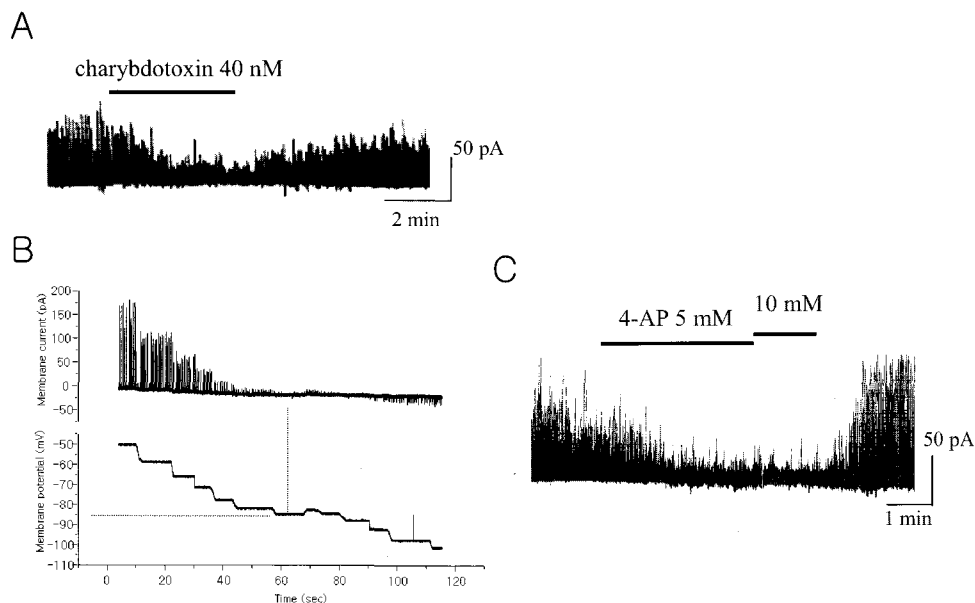 A
charybdotoxin 40 nM
50 pA
2 min
B
Membrane current (pA)
200
150
100
50
0
-50
Membrane potential (mV)
-50
-60
-70
-80
-90
-100
-110
0 20 40 60 80 100 120
Time (sec)
C
4-AP 5 mM
10 mM
50 pA
1 min